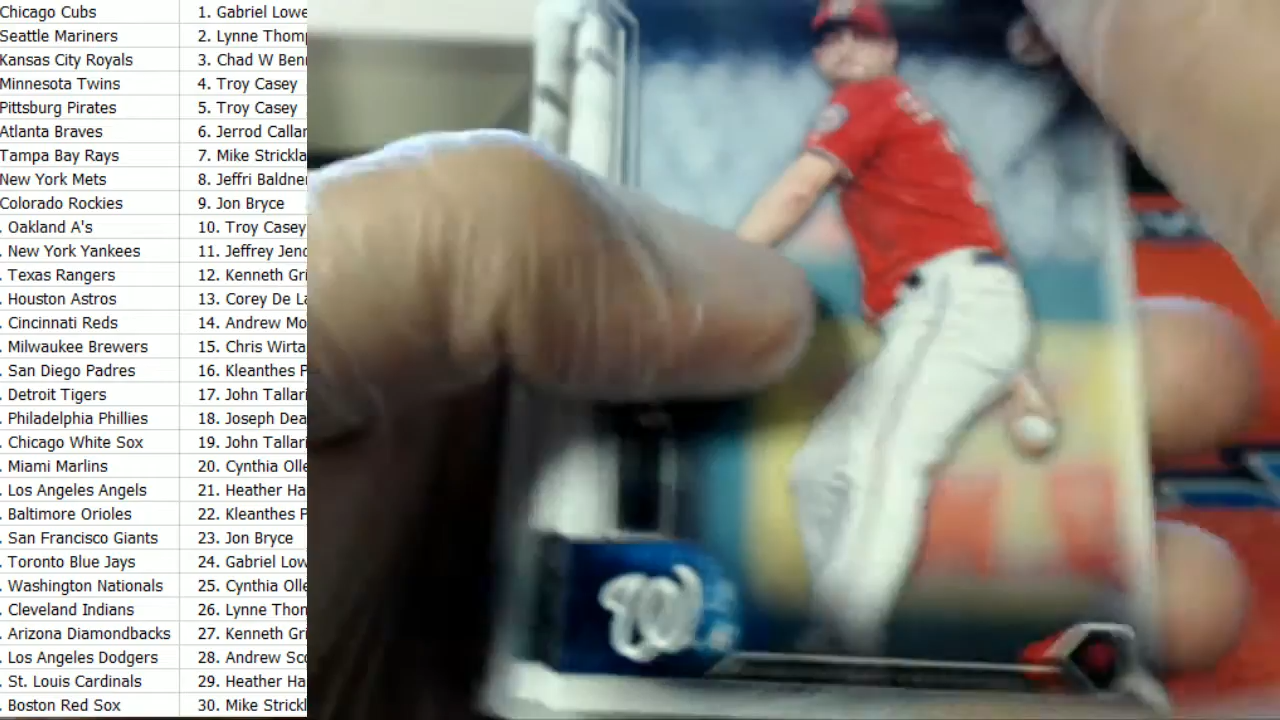 Chicago Cubs 1. Gabriel Lowe
Seattle Mariners 2. Lynne Thom
Kansas City Royals 3. Chad W Ben
Minnesota Twins 4. Troy Casey
Pittsburg Pirates 5. Troy Casey
Atlanta Braves 6. Jerrod Callar
Tampa Bay Rays 7. Mike Strickla
New York Mets 8. Jeffri Baldne
Colorado Rockies 9. Jon Bryce
. Oakland A's 10. Troy Casey
. New York Yankees 11. Jeffrey Jend
. Texas Rangers 12. Kenneth Gri
. Houston Astros 13. Corey De La
. Cincinnati Reds 14. Andrew Mo
. Milwaukee Brewers 15. Chris Wirta
. San Diego Padres 16. Kleanthes P
. Detroit Tigers 17. John Tallari
. Philadelphia Phillies 18. Joseph Dea
. Chicago White Sox 19. John Tallari
. Miami Marlins 20. Cynthia Olle
. Los Angeles Angels 21. Heather Ha
. Baltimore Orioles 22. Kleanthes P
. San Francisco Giants 23. Jon Bryce
. Toronto Blue Jays 24. Gabriel Low
. Washington Nationals 25. Cynthia Olle
. Cleveland Indians 26. Lynne Thon
. Arizona Diamondbacks 27. Kenneth Gri
. Los Angeles Dodgers 28. Andrew Sco
. St. Louis Cardinals 29. Heather Ha
. Boston Red Sox 30. Mike Strickl
W